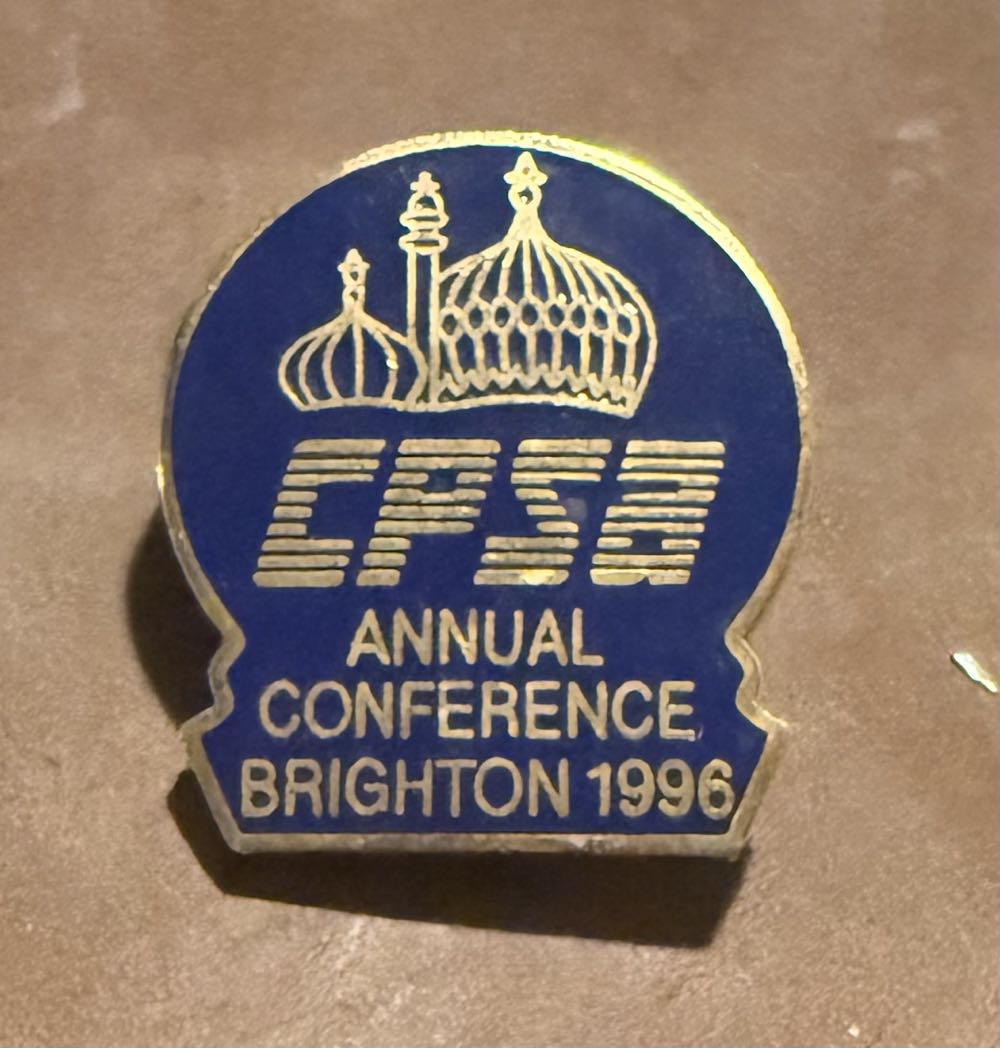 CPSA
ANNUAL
CONFERENCE
BRIGHTON 1996